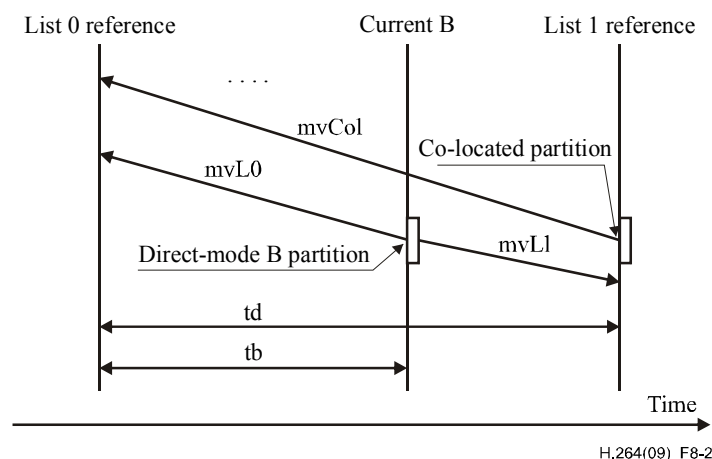 List 0 reference
Current B
List 1 reference
. . . .
mvCol
Co-located partition
mvL0
Direct-mode B partition
mvL1
td
tb
Time
H.264(09)_F8-2